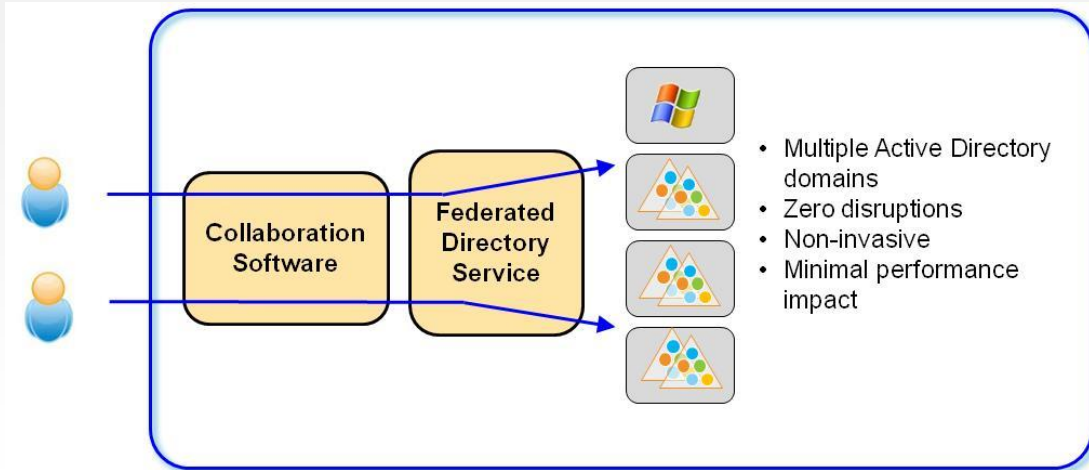 Collaboration
Software
Federated
Directory
Service
• Multiple Active Directory
domains
• Zero disruptions
• Non-invasive
• Minimal performance
impact